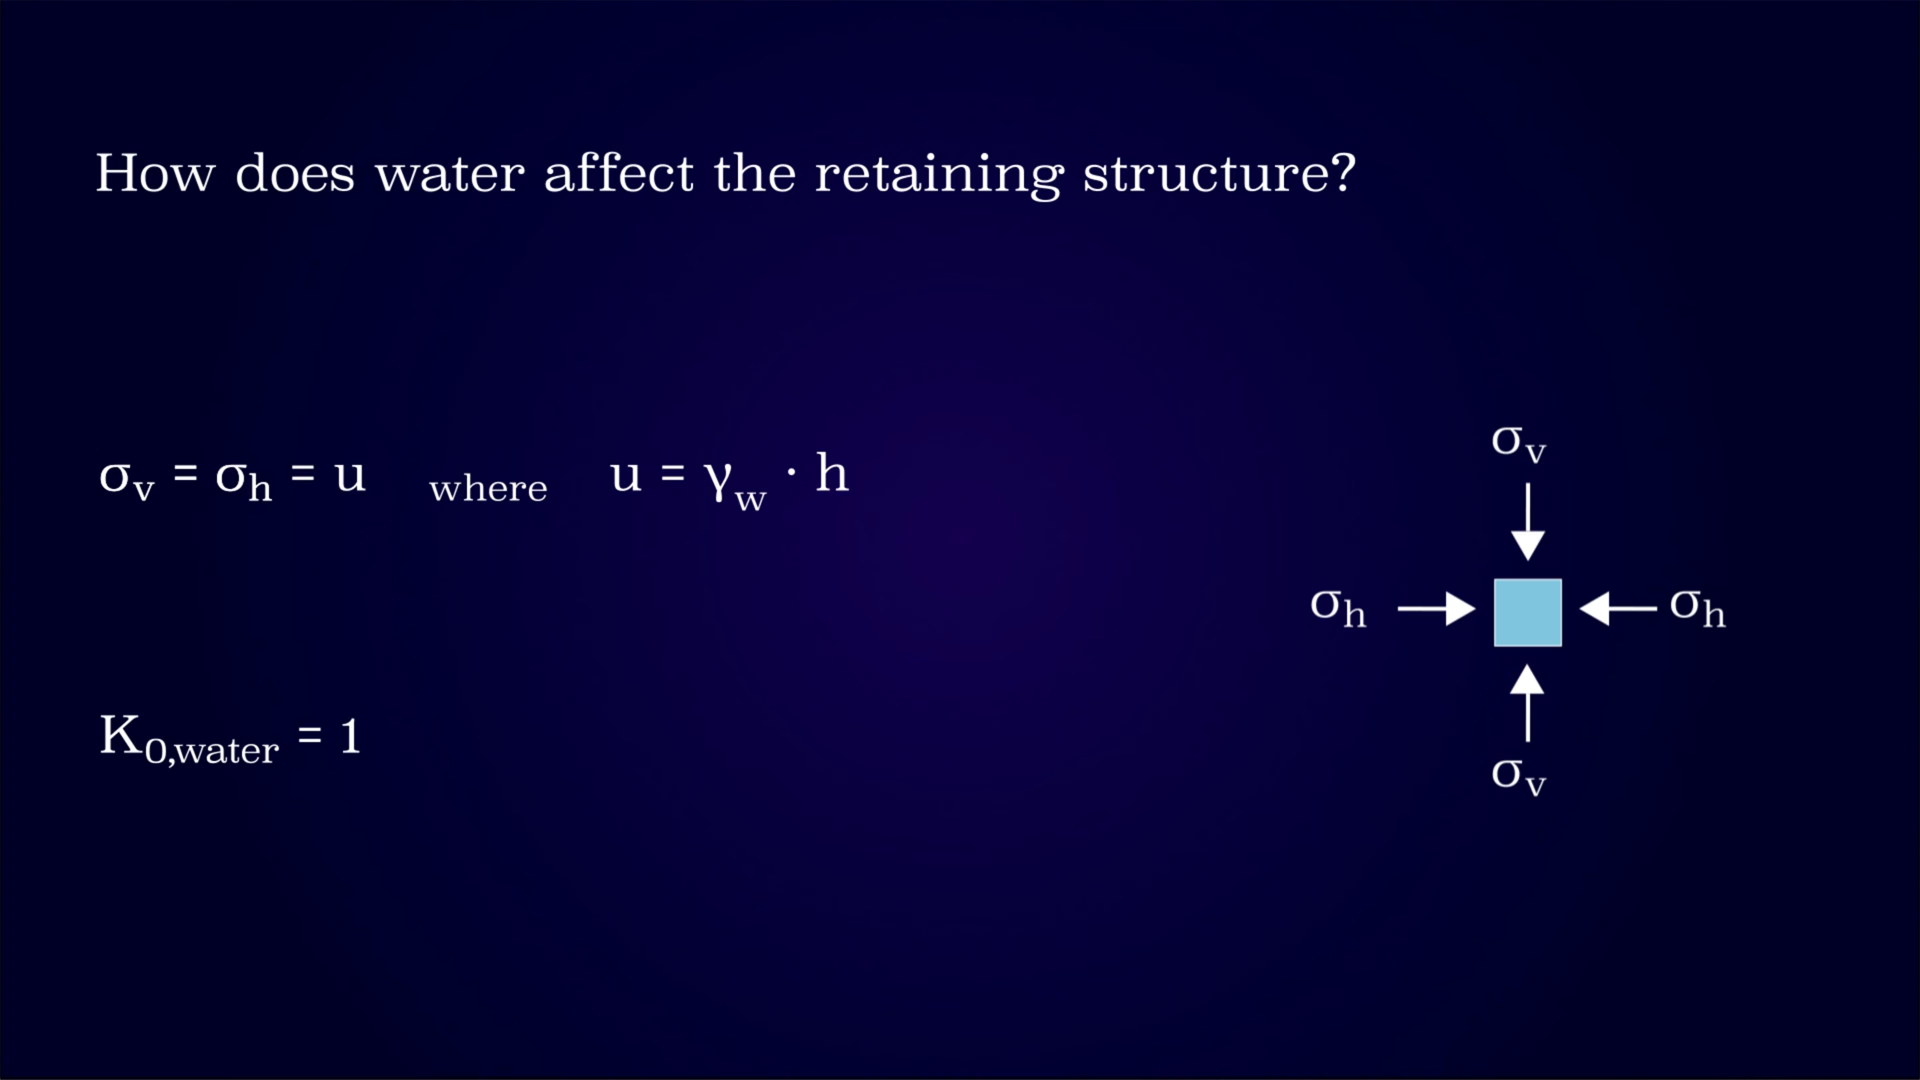 How does water affect the retaining structure?
σv = σh = u where u = γw · h
σv
σh σh
K0,water = 1
σv